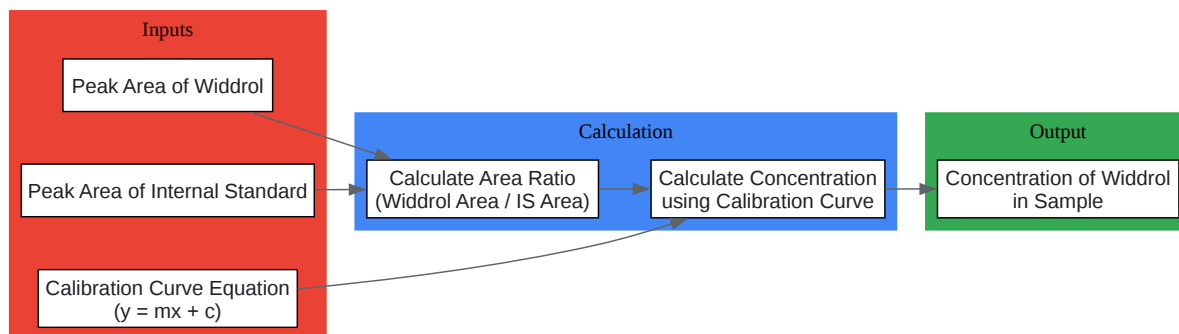 Inputs
Peak Area of Widdrol
Peak Area of Internal Standard
Calibration Curve Equation
(y = mx + c)
Calculation
Calculate Area Ratio
(Widdrol Area / IS Area)
Calculate Concentration
using Calibration Curve
Output
Concentration of Widdrol
in Sample